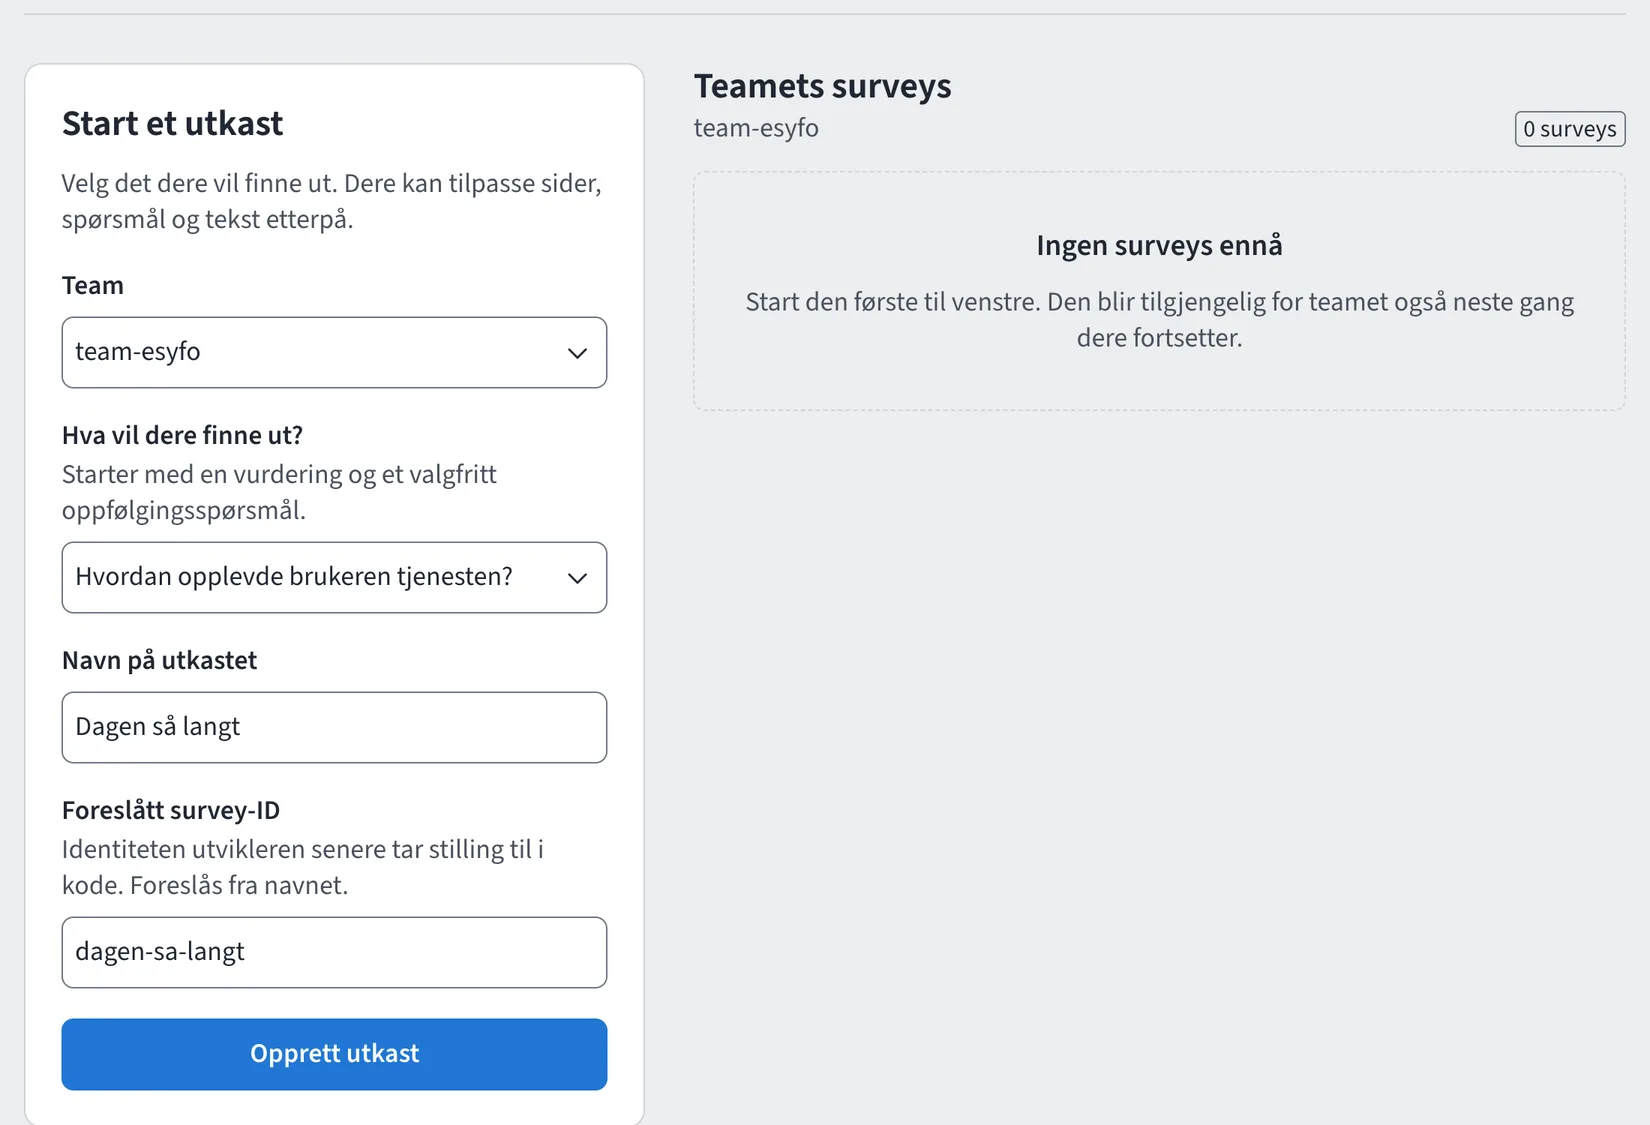 Start et utkast
Velg det dere vil finne ut. Dere kan tilpasse sider,
spørsmål og tekst etterpå.
Team
team-esyfo
Hva vil dere finne ut?
Starter med en vurdering og et valgfritt
oppfølgingsspørsmål.
Hvordan opplevde brukeren tjenesten?
Navn på utkastet
Dagen så langt
Foreslått survey-ID
Identiteten utvikleren senere tar stilling til i
kode. Foreslås fra navnet.
dagen-sa-langt
Opprett utkast
Teamets surveys
team-esyfo
0 surveys
Ingen surveys ennå
Start den første til venstre. Den blir tilgjengelig for teamet også neste gang
dere fortsetter.